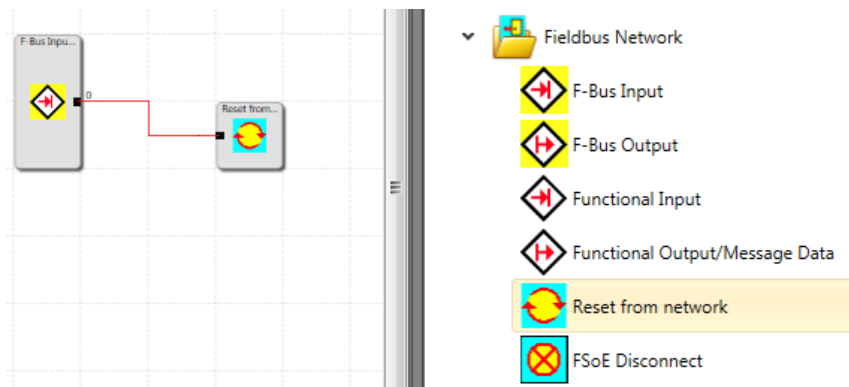 F-Bus Inpu...
0
Reset from...
Fieldbus Network
F-Bus Input
F-Bus Output
Functional Input
Functional Output/Message Data
Reset from network
FSoE Disconnect